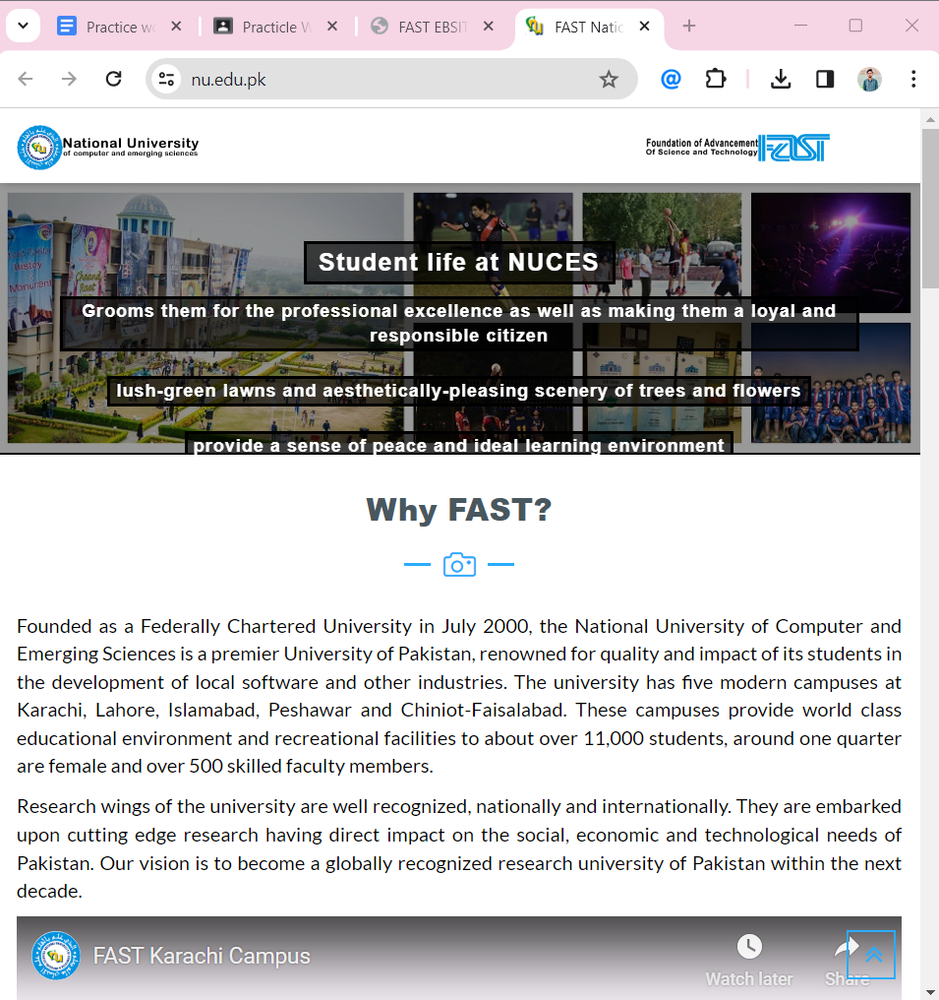 Practice wo
Practicle W
FAST EBSIT
FAST Natio
nu.edu.pk
National University
of computer and emerging sciences
Foundation of Advancement
Of Science and Technology
FAST
Student life at NUCES
Grooms them for the professional excellence as well as making them a loyal and
responsible citizen
lush-green lawns and aesthetically-pleasing scenery of trees and flowers
provide a sense of peace and ideal learning environment
Why FAST?
Founded as a Federally Chartered University in July 2000, the National University of Computer and
Emerging Sciences is a premier University of Pakistan, renowned for quality and impact of its students in
the development of local software and other industries. The university has five modern campuses at
Karachi, Lahore, Islamabad, Peshawar and Chiniot-Faisalabad. These campuses provide world class
educational environment and recreational facilities to about over 11,000 students, around one quarter
are female and over 500 skilled faculty members.
Research wings of the university are well recognized, nationally and internationally. They are embarked
upon cutting edge research having direct impact on the social, economic and technological needs of
Pakistan. Our vision is to become a globally recognized research university of Pakistan within the next
decade.
FAST Karachi Campus
Watch later
Share